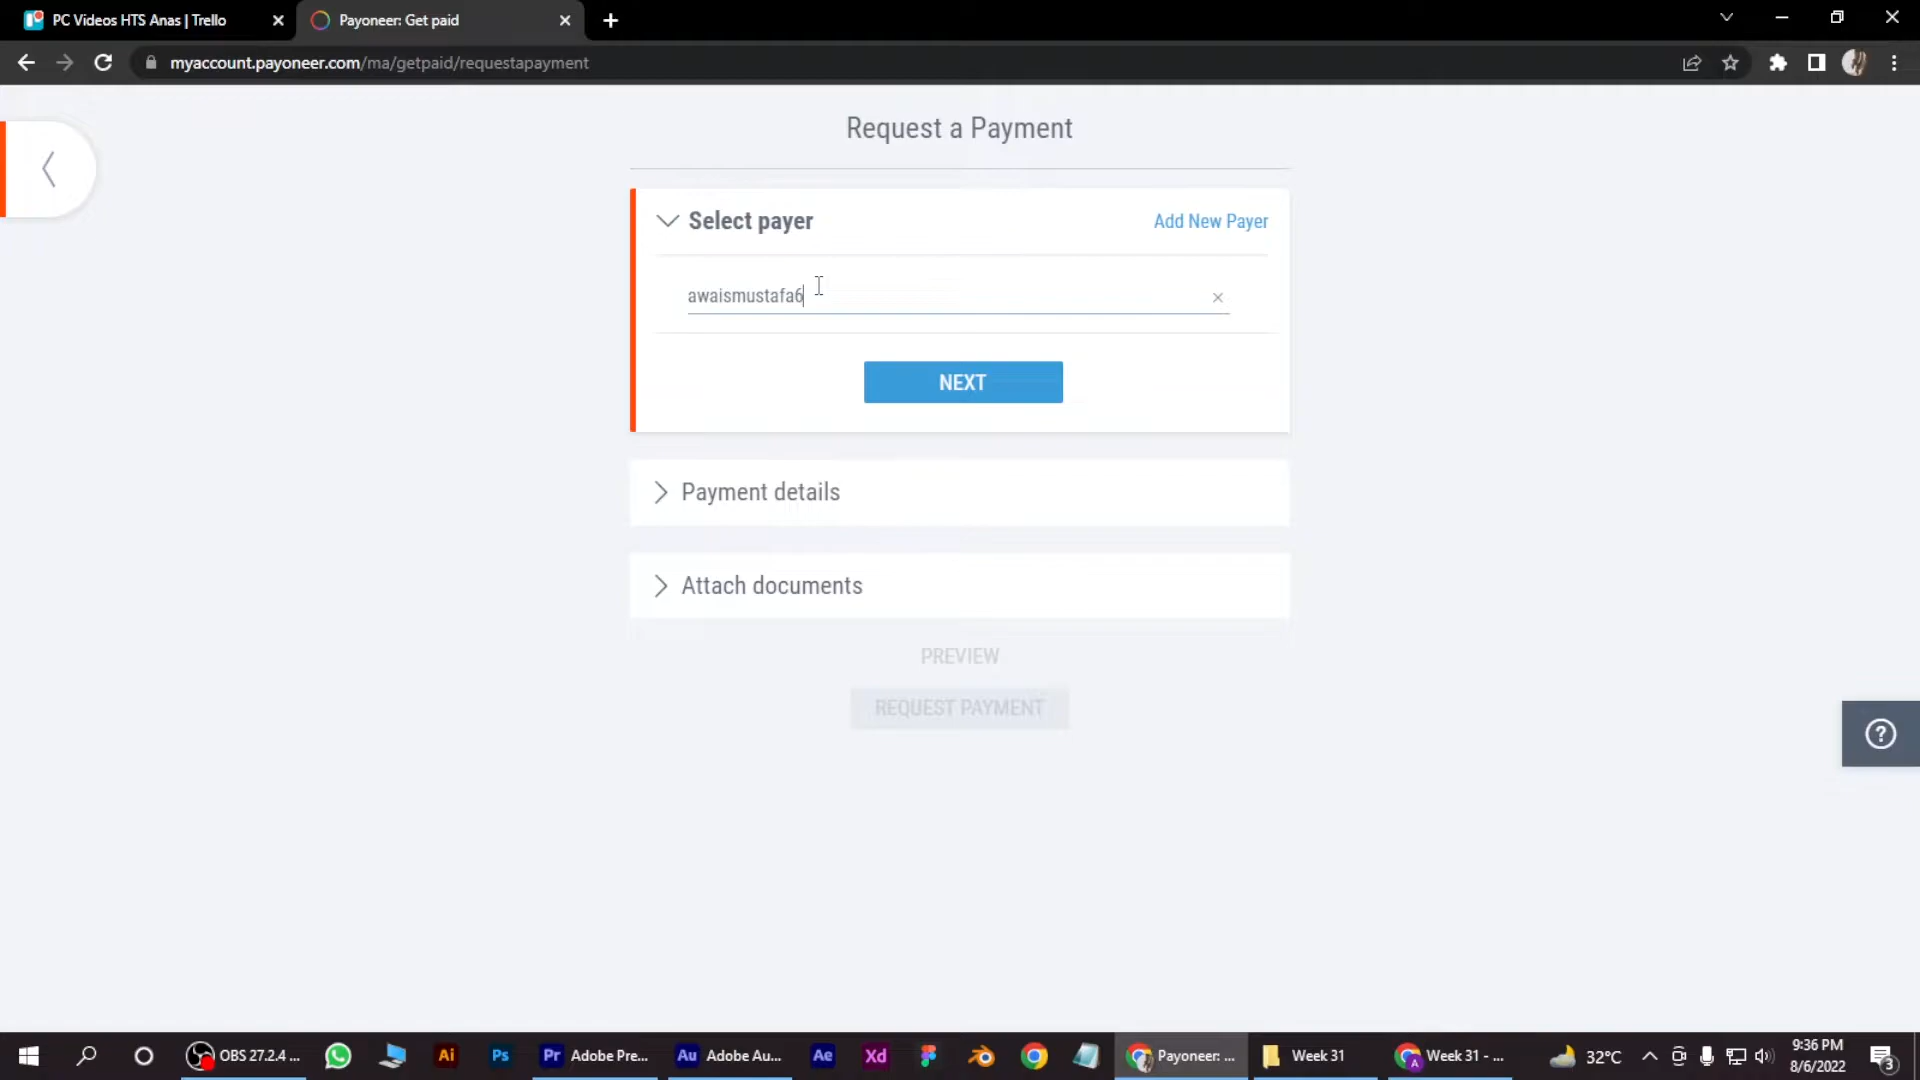 PC Videos HTS Anas | Trello
Payoneer: Get paid
myaccount.payoneer.com/ma/getpaid/requestapayment
Request a Payment
Select payer
Add New Payer
awaismustafa6
NEXT
Payment details
Attach documents
PREVIEW
REQUEST PAYMENT
?
OBS 27.2.4 ...
Ai
Ps
Pr
Adobe Pre...
Au
Adobe Au...
Ae
Xd
Payoneer: ...
Week 31
A
Week 31 - ...
32°C
9:36 PM
8/6/2022
3